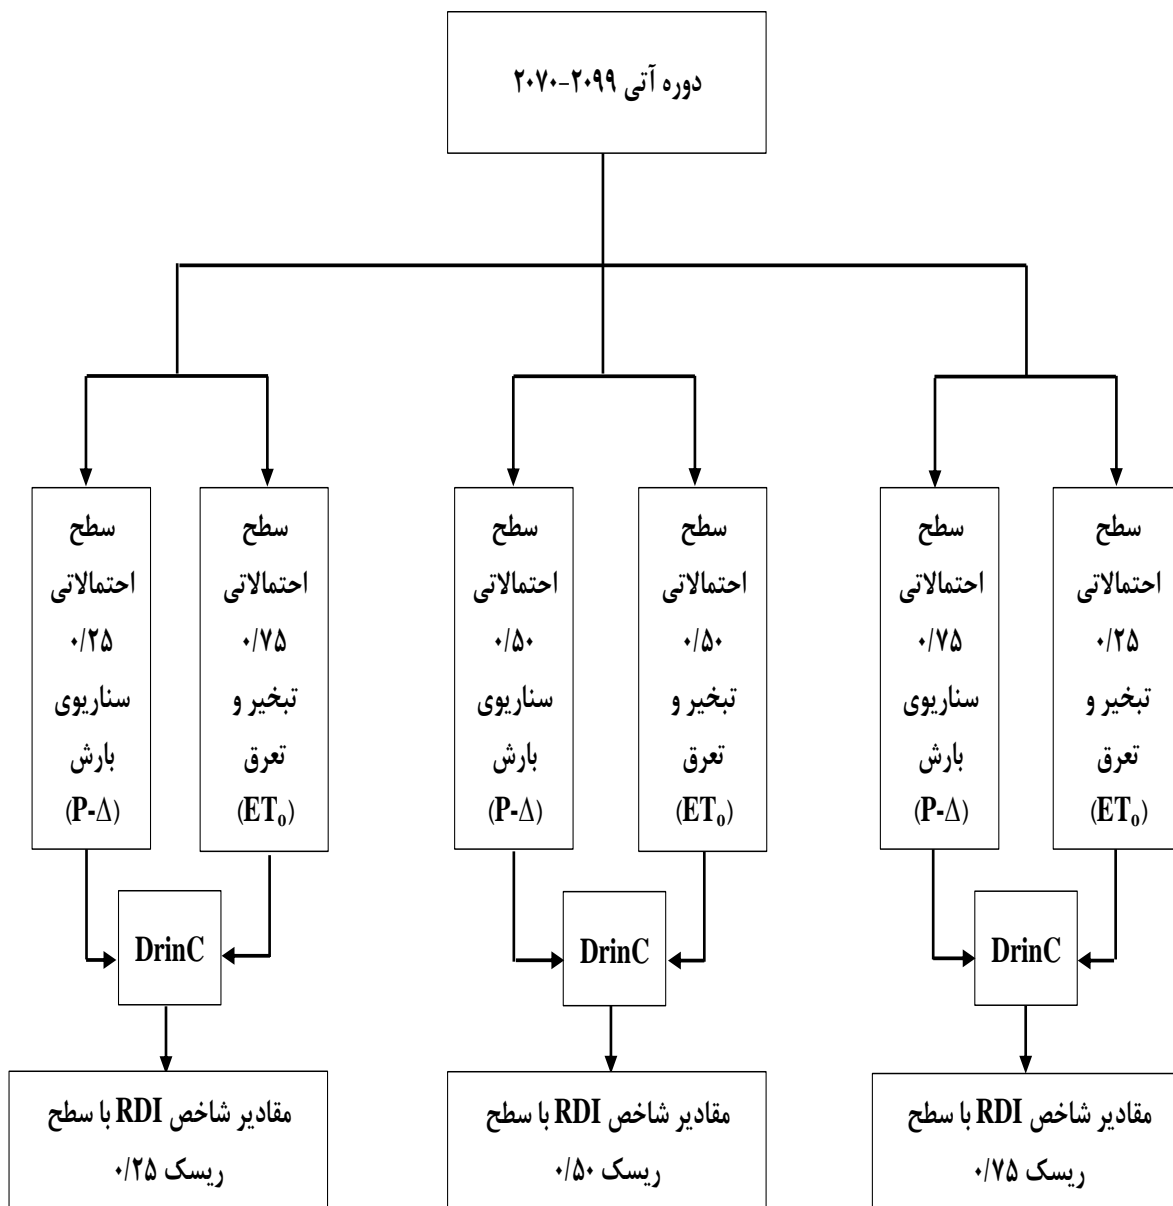 دوره آتی ۲۰۹۹-۲۰۷۰
سطح
احتمالاتی
۰/۲۵
سناریوی
بارش
(P-Δ)
سطح
احتمالاتی
۰/۷۵
تبخیر و
تعرق
(ETₒ)
سطح
احتمالاتی
۰/۵۰
سناریوی
بارش
(P-Δ)
سطح
احتمالاتی
۰/۵۰
تبخیر و
تعرق
(ETₒ)
سطح
احتمالاتی
۰/۷۵
سناریوی
بارش
(P-Δ)
سطح
احتمالاتی
۰/۲۵
تبخیر و
تعرق
(ETₒ)
DrinC
DrinC
DrinC
مقادیر شاخص RDI با سطح
ریسک ۰/۲۵
مقادیر شاخص RDI با سطح
ریسک ۰/۵۰
مقادیر شاخص RDI با سطح
ریسک ۰/۷۵